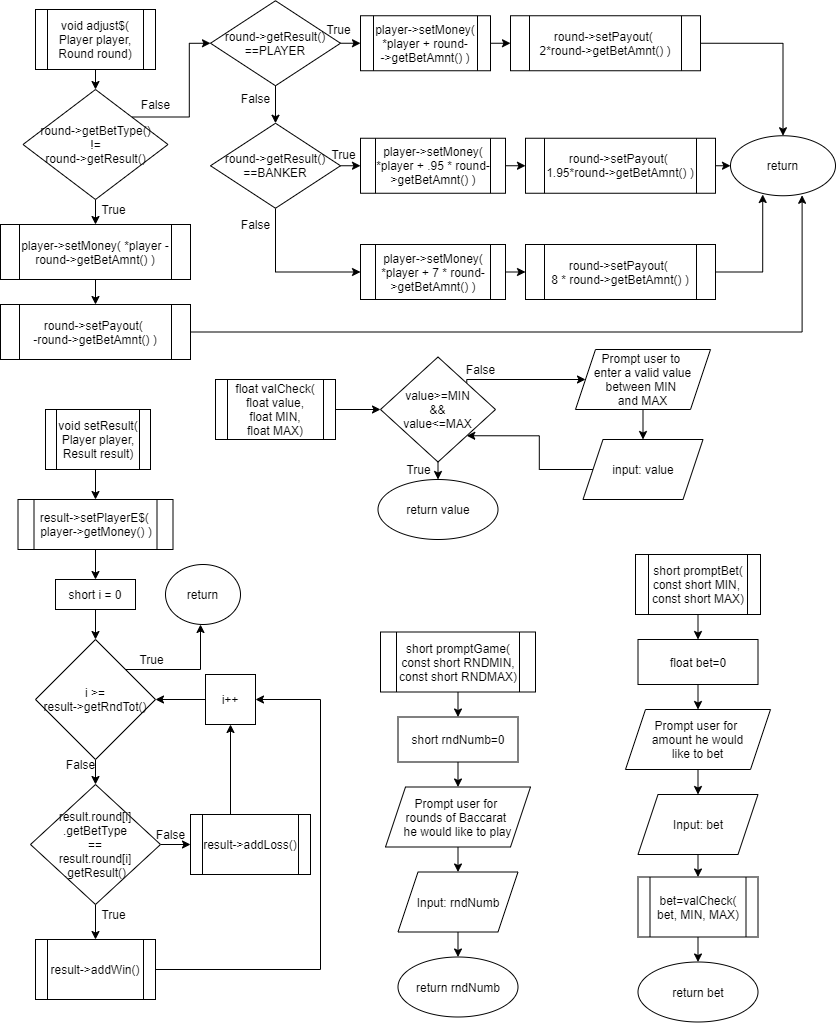 void adjust$(
Player player,
Round round)
round->getBetType()
!=
round->getResult()
False
True
player->setMoney( *player -
round->getBetAmnt() )
round->setPayout(
-round->getBetAmnt() )
round->getResult()
==PLAYER
True
False
player->setMoney(
*player + round-
->getBetAmnt() )
round->setPayout(
2*round->getBetAmnt() )
round->getResult()
==BANKER
True
False
player->setMoney(
*player + .95 * round-
->getBetAmnt() )
round->setPayout(
1.95*round->getBetAmnt() )
return
player->setMoney(
*player + 7 * round-
>getBetAmnt() )
round->setPayout(
8 * round->getBetAmnt() )
float valCheck(
float value,
float MIN,
float MAX)
value>=MIN
&&
value<=MAX
False
True
Prompt user to
enter a valid value
between MIN
and MAX
input: value
return value
void setResult(
Player player,
Result result)
result->setPlayerE$(
player->getMoney() )
short i = 0
return
i >=
result->getRndTot()
True
False
i++
result.round[i]
.getBetType
==
result.round[i]
.getResult()
False
True
result->addLoss()
result->addWin()
short promptGame(
const short RNDMIN,
const short RNDMAX)
short rndNumb=0
Prompt user for
rounds of Baccarat
he would like to play
Input: rndNumb
return rndNumb
short promptBet(
const short MIN,
const short MAX)
float bet=0
Prompt user for
amount he would
like to bet
Input: bet
bet=valCheck(
bet, MIN, MAX)
return bet